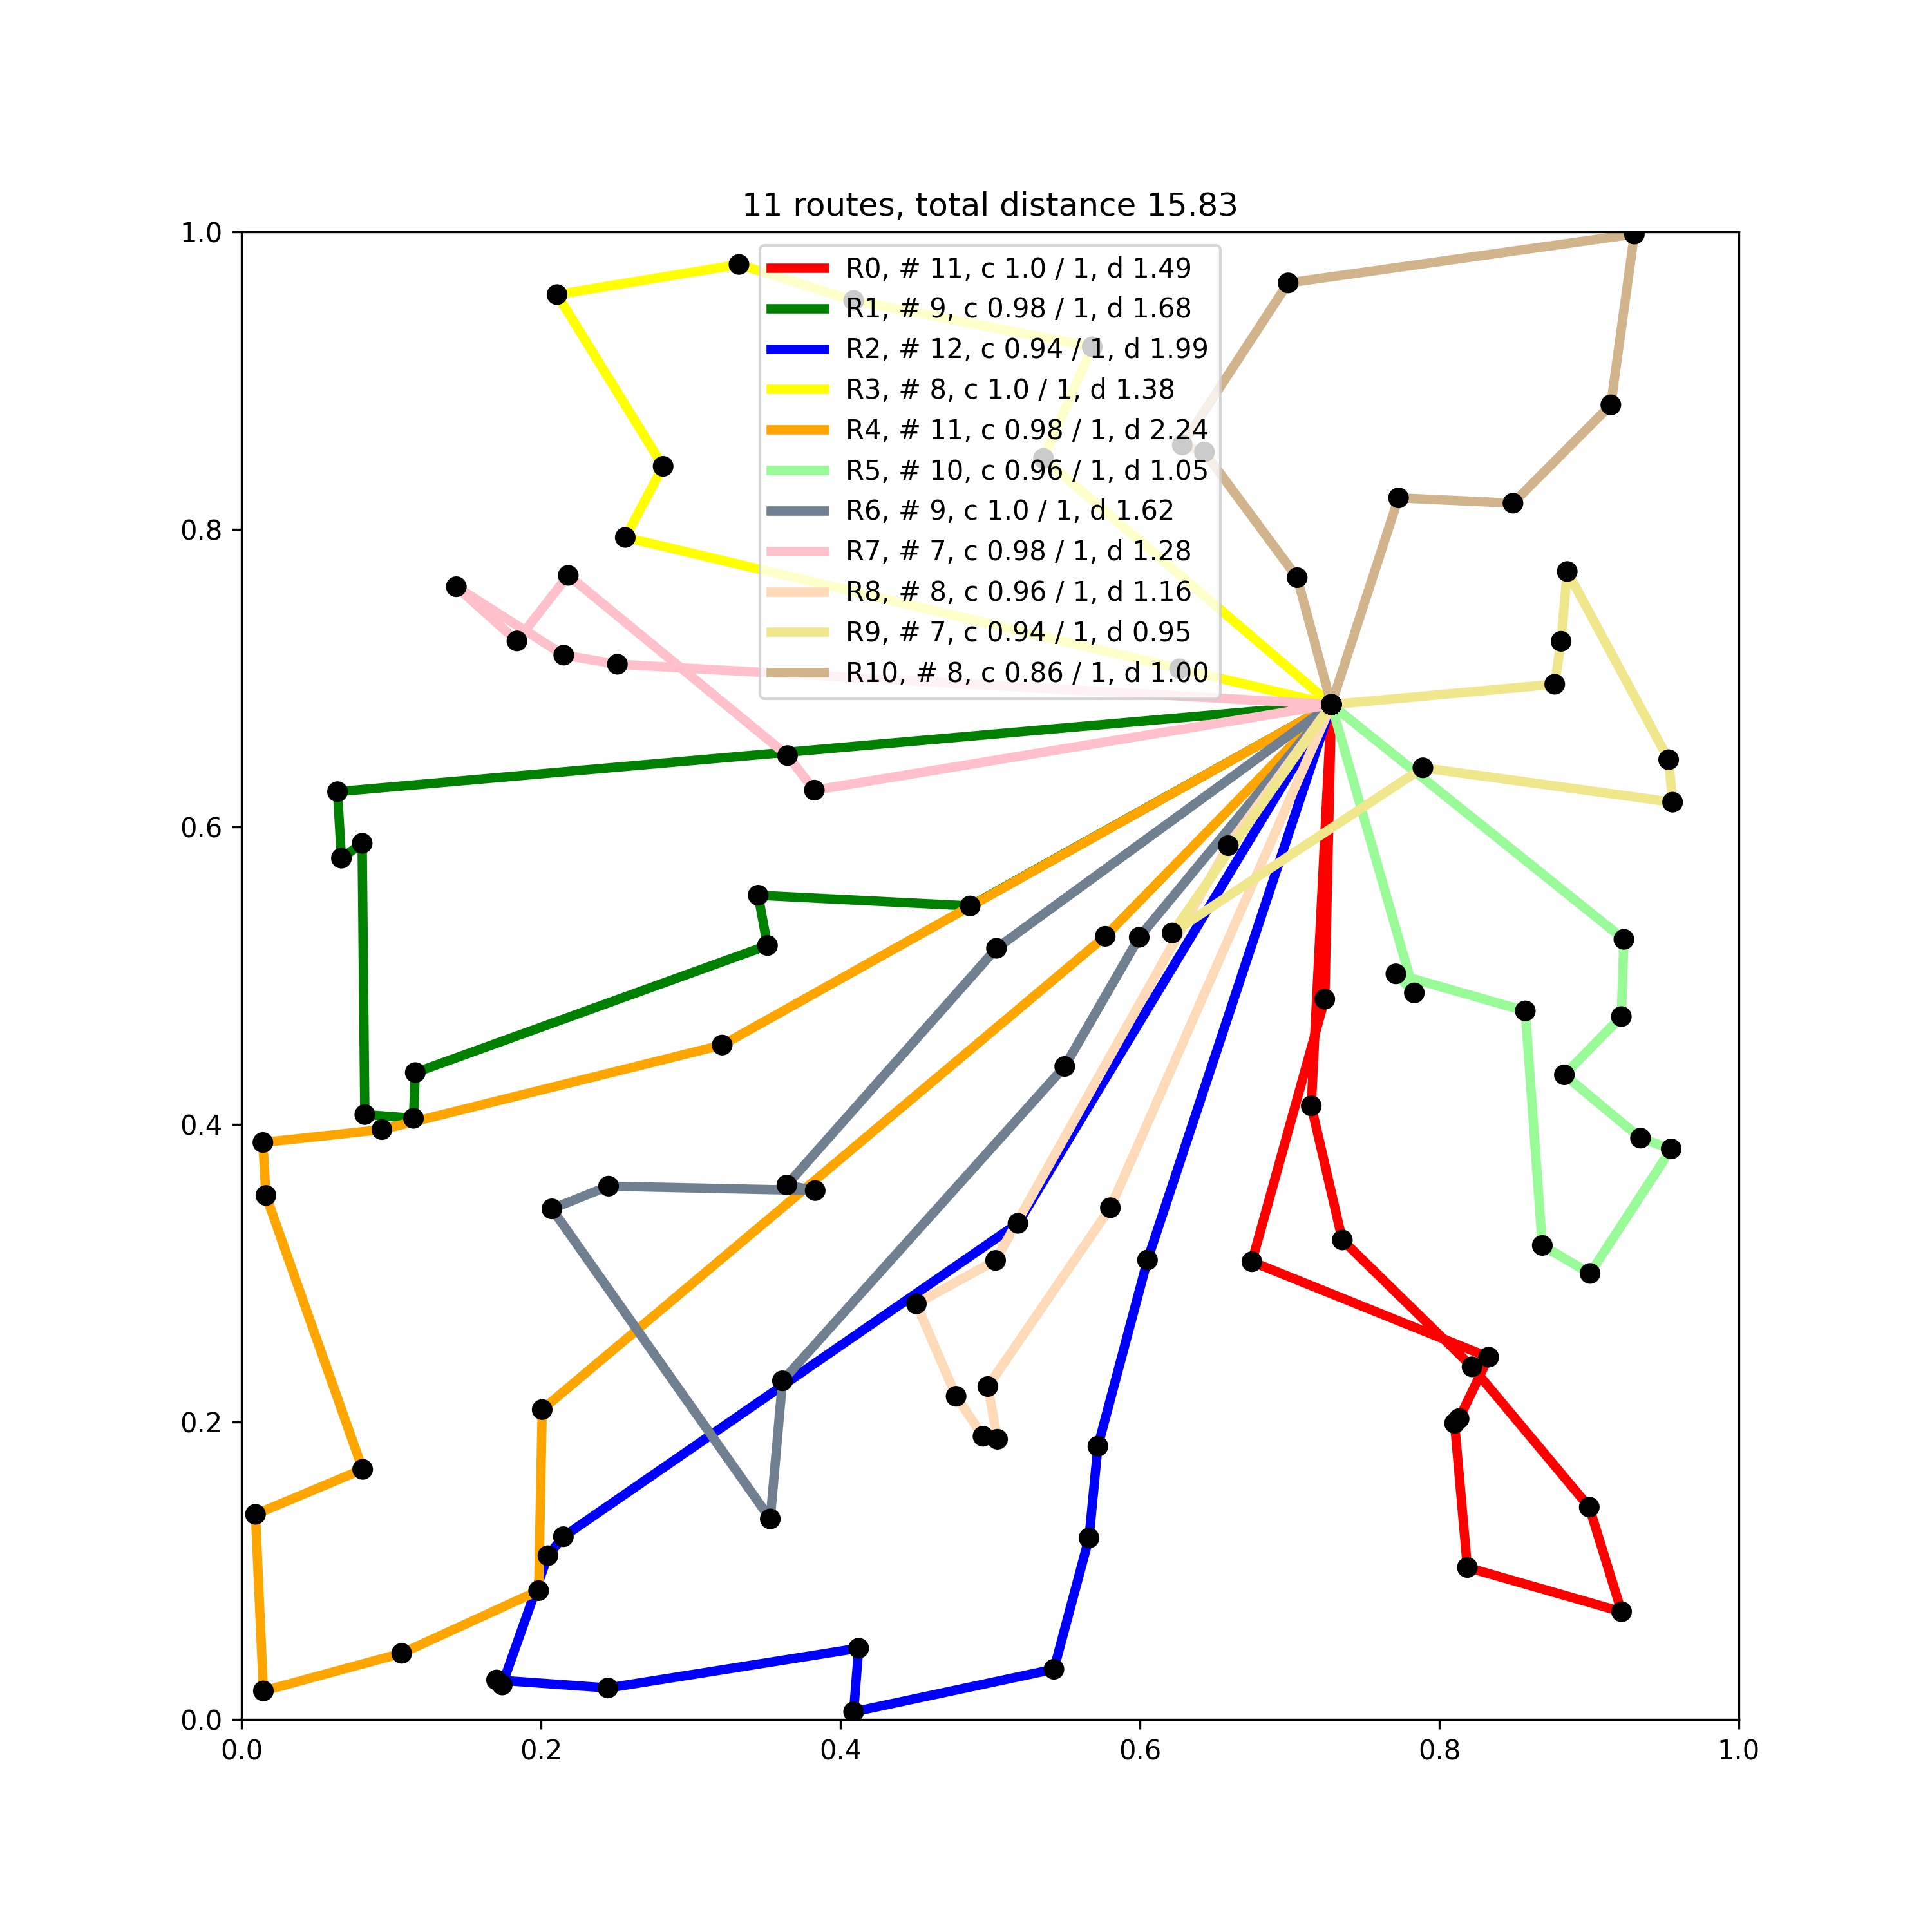 11 routes, total distance 15.83
1.0
R0, # 11, c 1.0 / 1, d 1.49
R1, # 9, c 0.98 / 1, d 1.68
R2, # 12, c 0.94 / 1, d 1.99
R3, # 8, c 1.0 / 1, d 1.38
R4, # 11, c 0.98 / 1, d 2.24
R5, # 10, c 0.96 / 1, d 1.05
R6, # 9, c 1.0 / 1, d 1.62
R7, # 7, c 0.98 / 1, d 1.28
R8, # 8, c 0.96 / 1, d 1.16
R9, # 7, c 0.94 / 1, d 0.95
R10, # 8, c 0.86 / 1, d 1.00
0.8
0.6
0.4
0.2
0.0
0.0 0.2 0.4 0.6 0.8 1.0